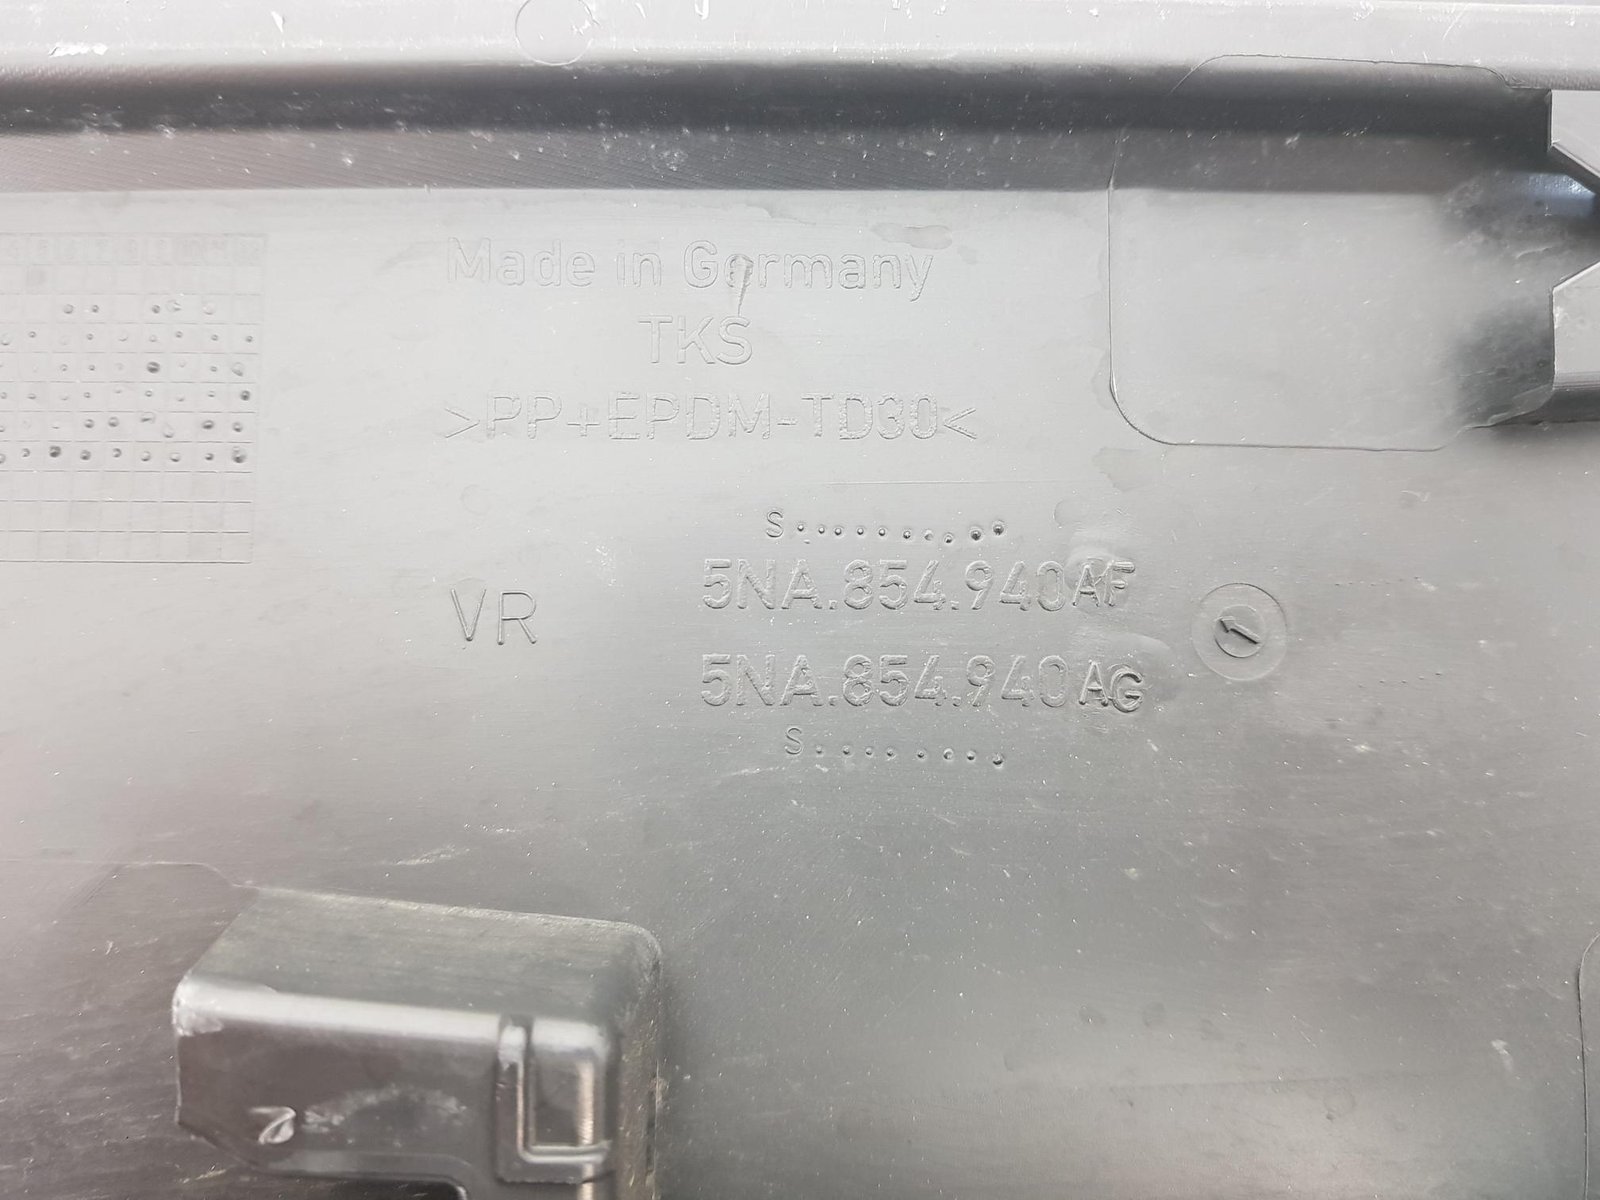 Made in Germany
TKS
>PP+EPDM-TD30<
S
5NA.854.940AF
VR
5NA.854.940AG
S